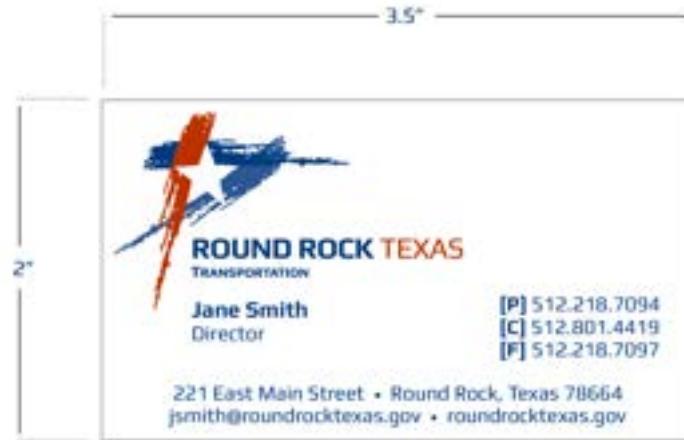 3.5"
2"
ROUND ROCK TEXAS
TRANSPORTATION
Jane Smith
Director
[P] 512.218.7094
[C] 512.801.4419
[F] 512.218.7097
221 East Main Street • Round Rock, Texas 78664
jsmith@roundrocktexas.gov • roundrocktexas.gov